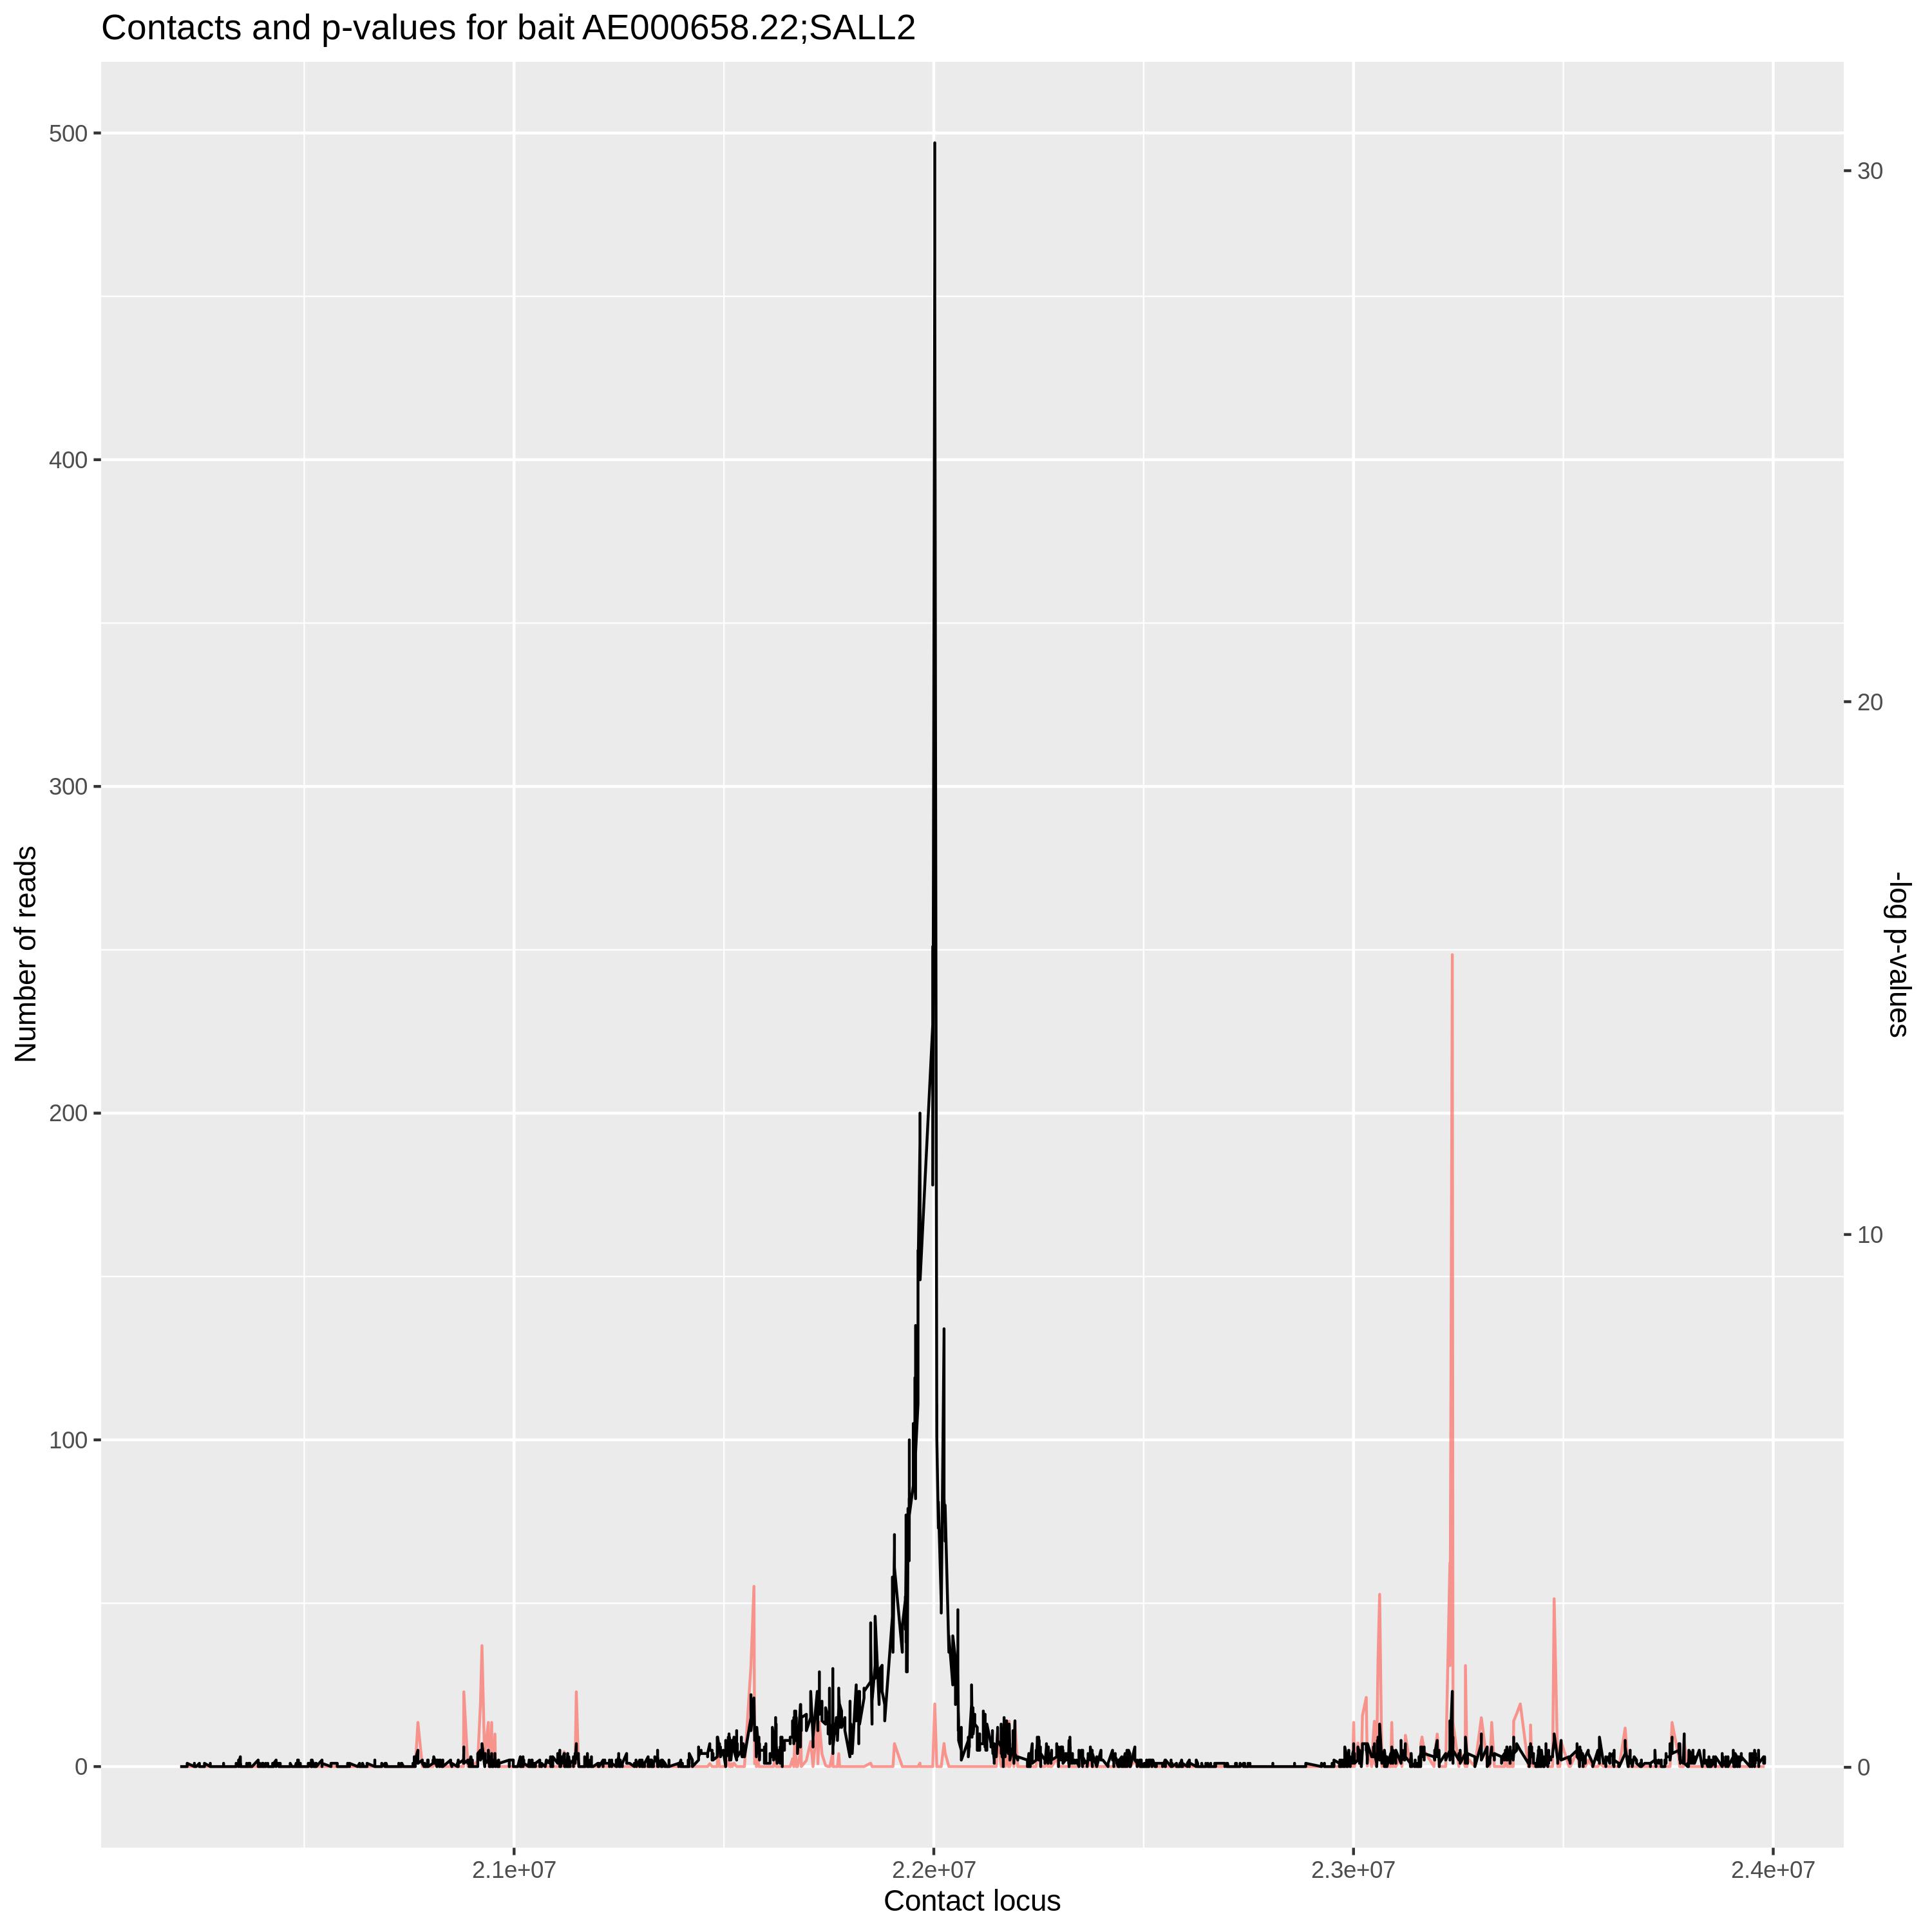 Contacts and p-values for bait AE000658.22;SALL2
500
400
300
200
100
0
Number of reads
30
20
10
0
-log p-values
2.1e+07
2.2e+07
2.3e+07
2.4e+07
Contact locus